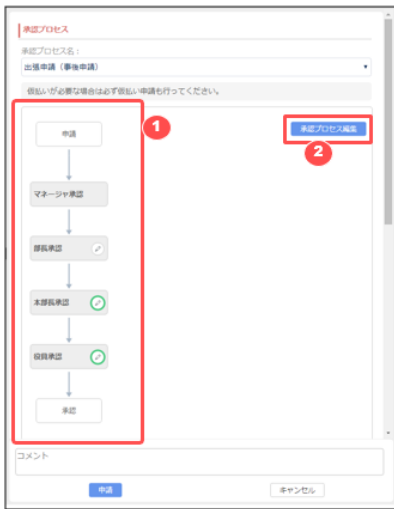 承認プロセス
承認プロセス名：
出張申請（事後申請）
仮払いが必要な場合は必ず仮払い申請も行ってください。
申請
1
承認プロセス編集
2
マネージャ承認
部長承認
本部長承認
役員承認
承認
コメント
申請
キャンセル